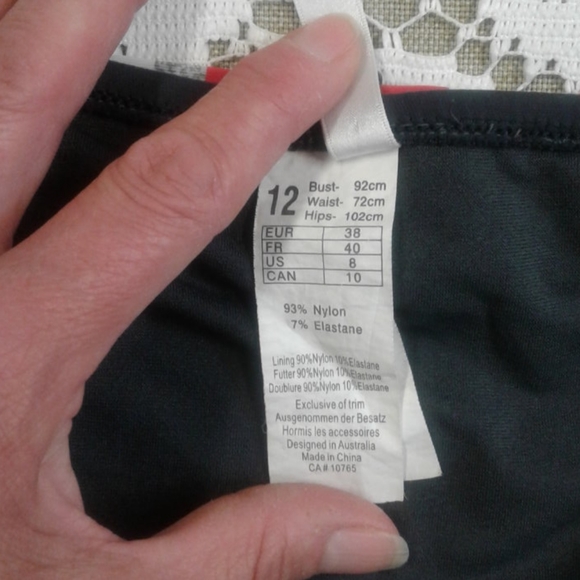 12
Bust- 92cm
Waist- 72cm
Hips- 102cm
EUR 38
FR 40
US 8
CAN 10
93% Nylon
7% Elastane
Lining 90%Nylon 10%Elastane
Futter 90%Nylon 10%Elastane
Doublure 90%Nylon 10%Elastane
Exclusive of trim
Ausgenommen der Besatz
Hormis les accessoires
Designed in Australia
Made in China
CA# 10765